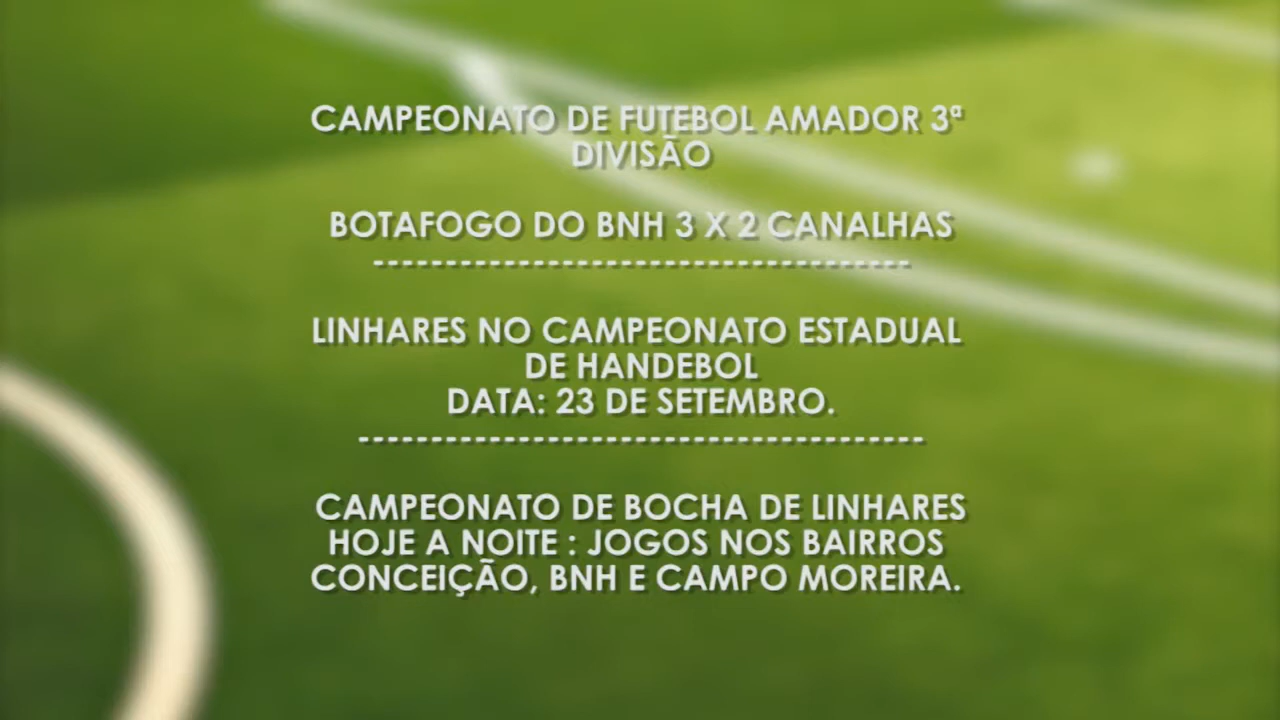 CAMPEONATO DE FUTEBOL AMADOR 3ª
DIVISÃO
BOTAFOGO DO BNH 3 X 2 CANALHAS
--------------------------------------
LINHARES NO CAMPEONATO ESTADUAL
DE HANDEBOL
DATA: 23 DE SETEMBRO.
----------------------------------------
CAMPEONATO DE BOCHA DE LINHARES
HOJE A NOITE : JOGOS NOS BAIRROS
CONCEIÇÃO, BNH E CAMPO MOREIRA.